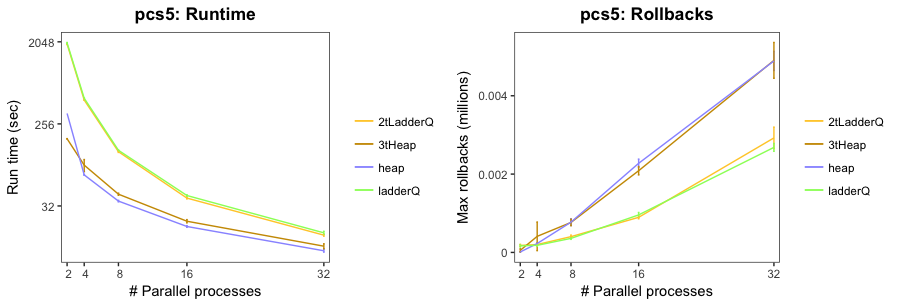 pcs5: Runtime
2048
256
32
Run time (sec)
2 4 8 16 32
# Parallel processes
2tLadderQ
3tHeap
heap
ladderQ
pcs5: Rollbacks
0.004
0.002
0
Max rollbacks (millions)
2 4 8 16 32
# Parallel processes
2tLadderQ
3tHeap
heap
ladderQ